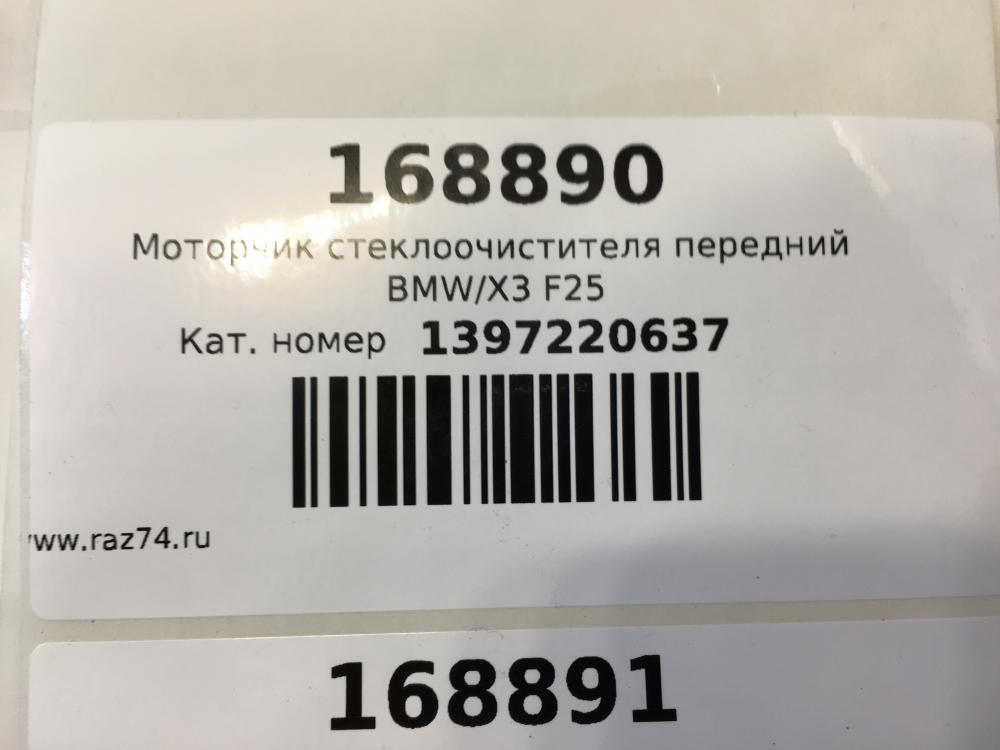 168890
Моторчик стеклоочистителя передний
BMW/X3 F25
Кат. номер 1397220637
www.raz74.ru
168891